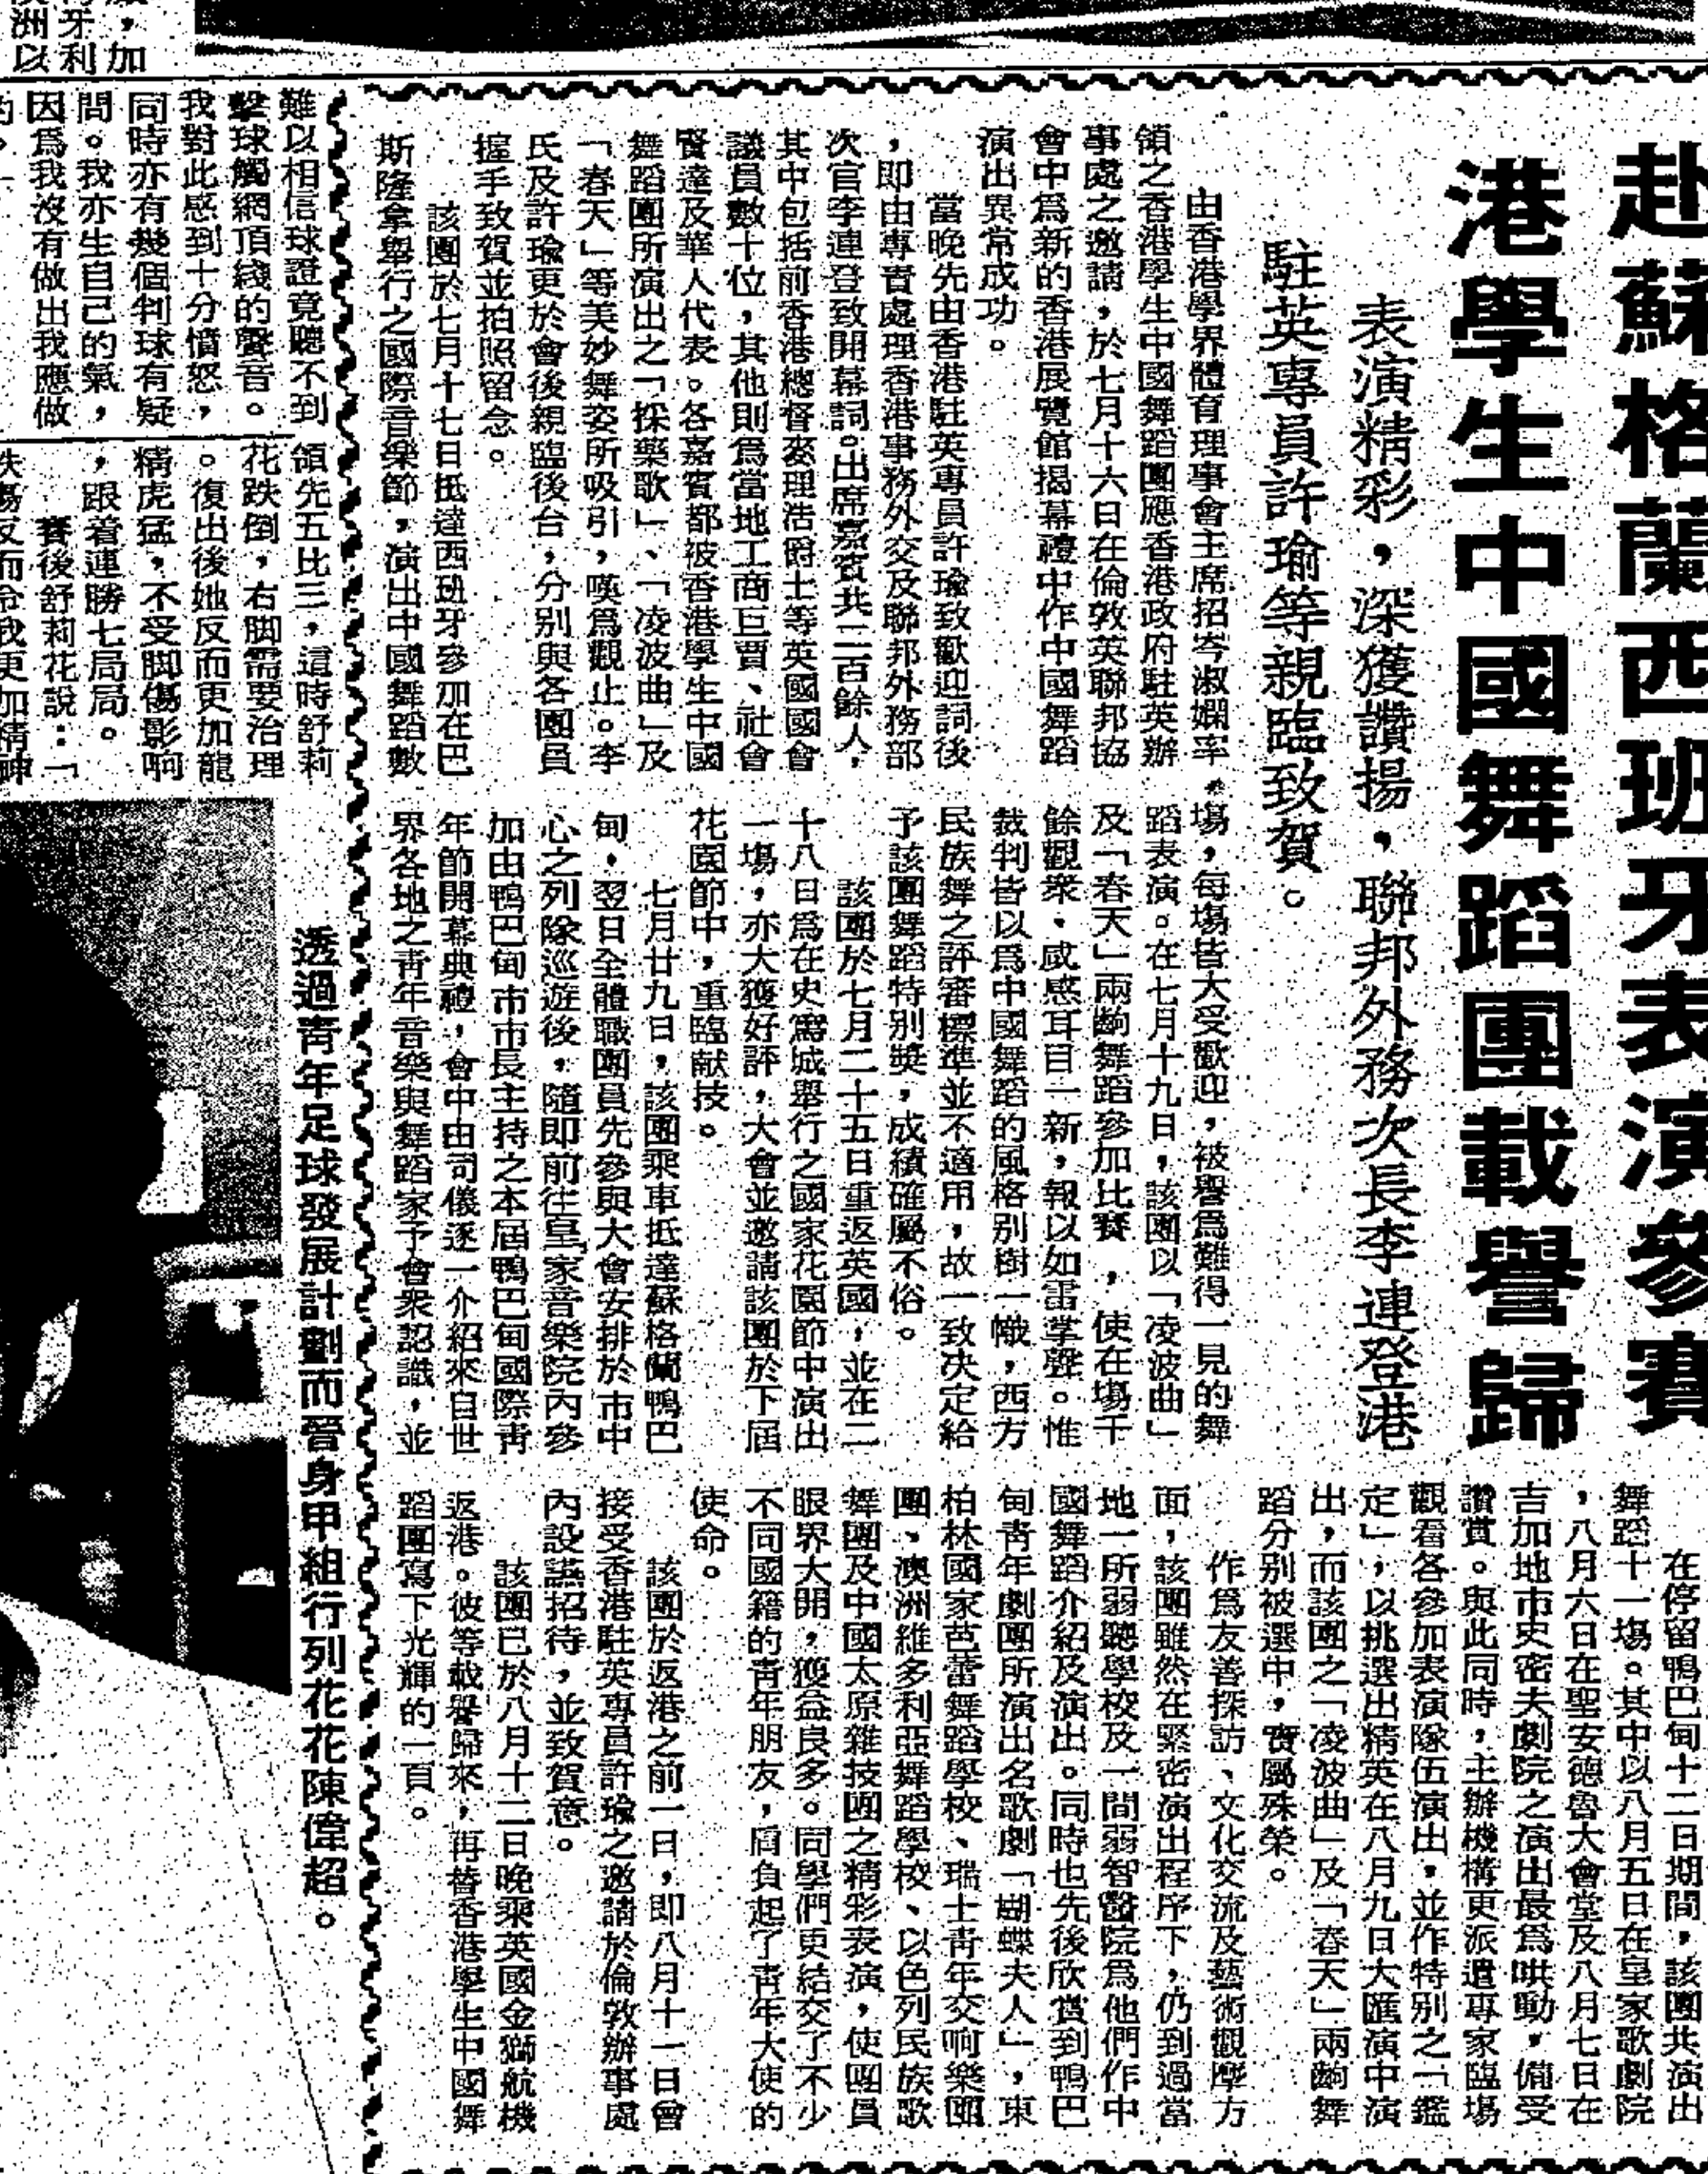 赴蘇格蘭西班牙表演參賽
港學生中國舞蹈團載譽歸
表演精彩，深獲讚揚，聯邦外務次長李連登港
駐英專員許瑜等親臨致賀。
由香港學界體育理事會主席招岑淑嫻率
領之香港學生中國舞蹈團應香港政府駐英辦
事處之邀請，於七月十六日在倫敦英聯邦協
會中爲新的香港展覽館揭幕禮中作中國舞蹈
演出異常成功。
當晚先由香港駐英專員許瑜致歡迎詞後
，即由專責處理香港事務外交及聯邦外務部
次官李連登致開幕詞。出席嘉賓共二百餘人，
其中包括前香港總督麥理浩爵士等英國國會
議員數十位，其他則爲當地工商巨賈、社會
賢達及華人代表。各嘉賓都被香港學生中國
舞蹈團所演出之「採藥歌」、「凌波曲」及
「春天」等美妙舞姿所吸引，嘆爲觀止。李
氏及許瑜更於會後親臨後台，分別與各團員
握手致賀並拍照留念。
該團於七月十七日抵達西班牙參加在巴
斯隆拿舉行之國際音樂節，演出中國舞蹈數
場，每場皆大受歡迎，被譽爲難得一見的舞
蹈表演。在七月十九日，該團以「凌波曲」
及「春天」兩齣舞蹈參加比賽，使在場千
餘觀衆，咸感耳目一新，報以如雷掌聲。惟
裁判皆以爲中國舞蹈的風格別樹一幟，西方
民族舞之評審標準並不適用，故一致決定給
予該團舞蹈特別獎，成績確屬不俗。
該團於七月二十五日重返英國，並在二
十八日爲在史篤城舉行之國家花園節中演出
一場，亦大獲好評，大會並邀請該團於下屆
花園節中，重臨献技。
七月廿九日，該團乘車抵達蘇格蘭鴨巴
甸，翌日全體職團員先參與大會安排於市中
心之列隊巡遊後，隨即前往皇家音樂院內參
加由鴨巴甸市市長主持之本屆鴨巴甸國際靑
年節開幕典禮，會中由司儀逐一介紹來自世
界各地之靑年音樂與舞蹈家予會衆認識，並
在停留鴨巴甸十二日期間，該團共演出
舞蹈十一場。其中以八月五日在皇家歌劇院
，八月六日在聖安德魯大會堂及八月七日在
吉加地市史密夫劇院之演出最爲哄動，備受
讚賞。與此同時，主辦機構更派遣專家臨場
觀看各參加表演隊伍演出，並作特別之「鑑
定」，以挑選出精英在八月九日大匯演中演
出，而該團之「凌波曲」及「春天」兩齣舞
蹈分別被選中，實屬殊榮。
作爲友善探訪、文化交流及藝術觀摩方
面，該團雖然在緊密演出程序下，仍到過當
地一所弱聽學校及一間弱智醫院爲他們作中
國舞蹈介紹及演出。同時也先後欣賞到鴨巴
甸靑年劇團所演出名歌劇「蝴蝶夫人」，東
柏林國家芭蕾舞蹈學校、瑞士靑年交响樂團
團、澳洲維多利亞舞蹈學校、以色列民族歌
舞團及中國太原雜技團之精彩表演，使團員
眼界大開，獲益良多。同學們更結交了不少
不同國籍的靑年朋友，肩負起了靑年大使的
使命。
該團於返港之前一日，即八月十一日曾
接受香港駐英專員許瑜之邀請於倫敦辦事處
內設讌招待，並致賀意。
該團已於八月十二日晚乘英國金獅航機
返港。彼等載譽歸來，再替香港學生中國舞
蹈團寫下光輝的一頁。
，加
牙利
洲以
難以相信球證竟聽不到
擊球觸網頂綫的聲音。
我對此感到十分憤怒，
同時亦有幾個判球有疑
問。我亦生自己的氣，
因爲我沒有做出我應做
領先五比三，這時舒莉
花跌倒，右脚需要治理
。復出後她反而更加龍
精虎猛，不受脚傷影响
，跟着連勝七局局。
賽後舒莉花說：「
跌傷反而令我更加精神
透過靑年足球發展計劃而晉身甲組行列花花陳偉超。